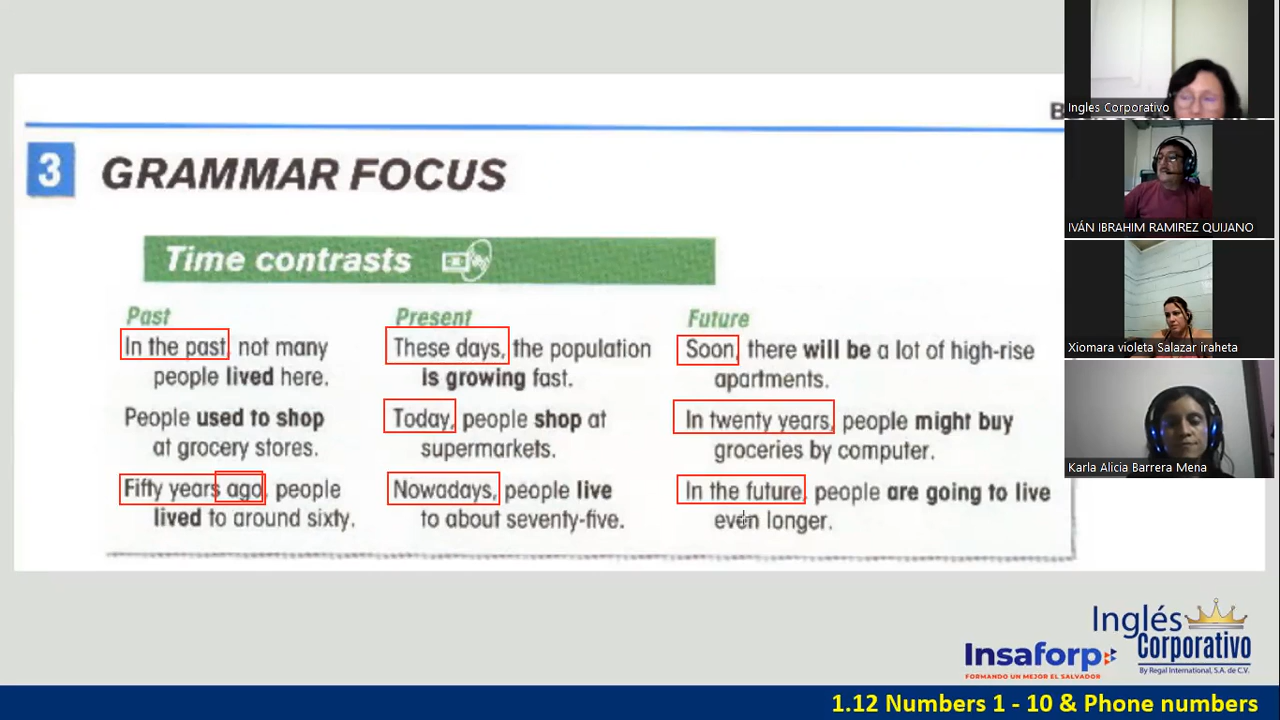 B
3 GRAMMAR FOCUS
Time contrasts
Past
In the past, not many
people lived here.
People used to shop
at grocery stores.
Fifty years ago, people
lived to around sixty.
Present
These days, the population
is growing fast.
Today, people shop at
supermarkets.
Nowadays, people live
to about seventy-five.
Future
Soon, there will be a lot of high-rise
apartments.
In twenty years, people might buy
groceries by computer.
In the future, people are going to live
even longer.
Ingles Corporativo
IVÁN IBRAHIM RAMIREZ QUIJANO
Xiomara violeta Salazar iraheta
Karla Alicia Barrera Mena
Insaforp
FORMANDO UN MEJOR EL SALVADOR
Inglés
Corporativo
By Regal International, S.A. de C.V.
1.12 Numbers 1 - 10 & Phone numbers